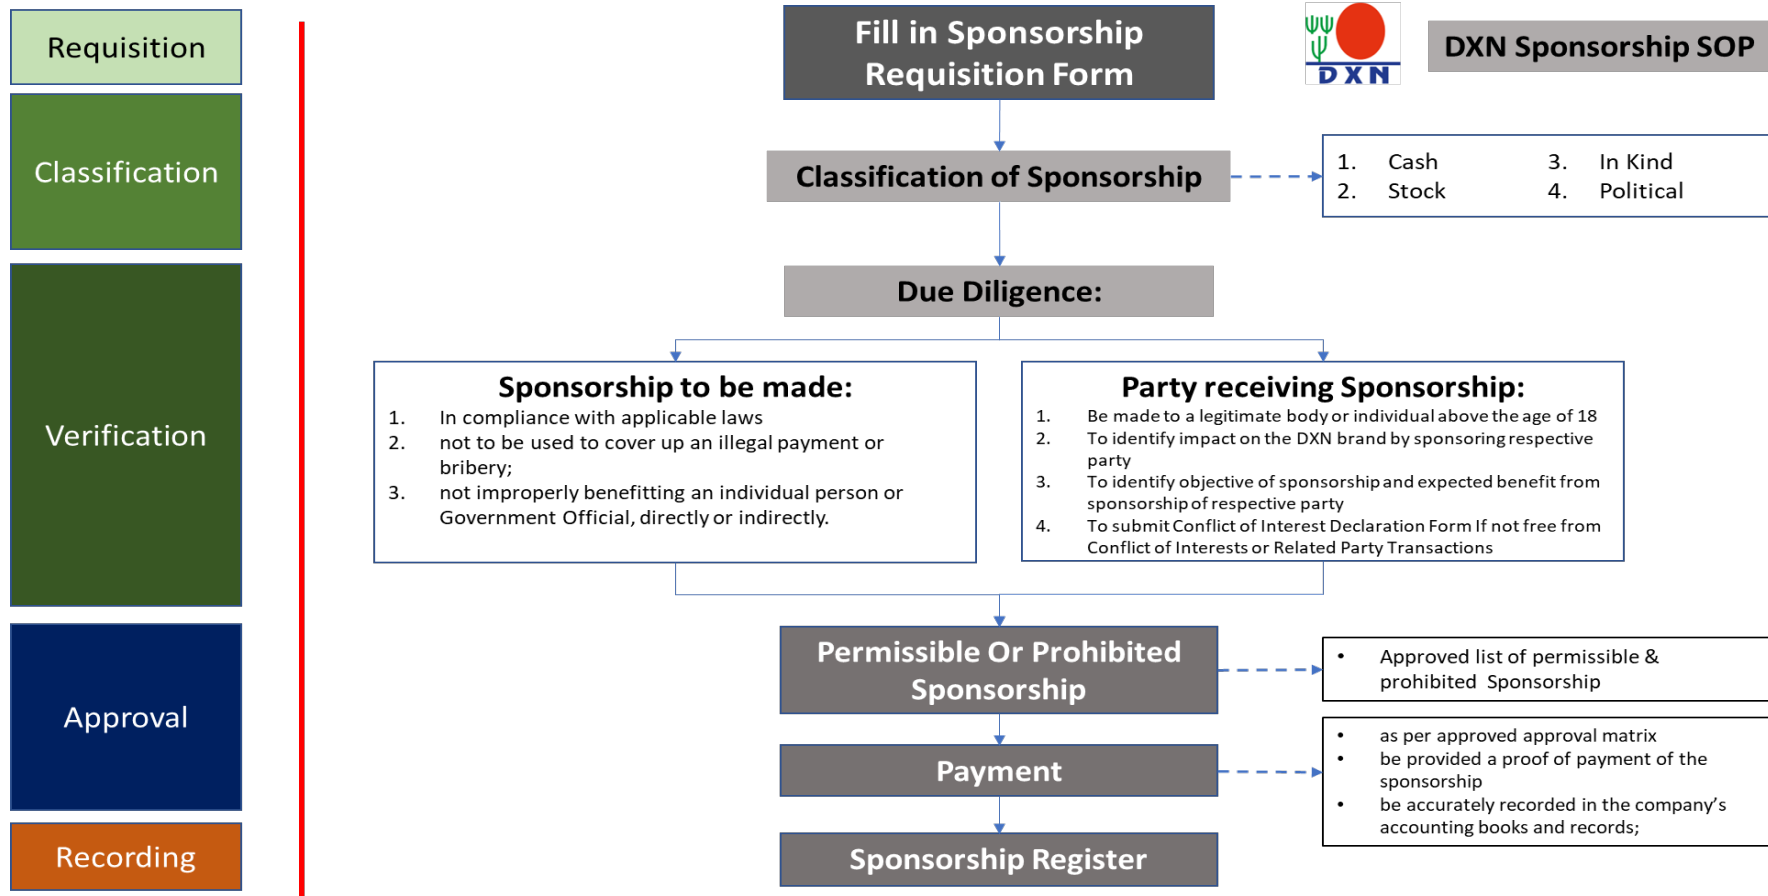 Requisition
Classification
Verification
Approval
Recording
Fill in Sponsorship
Requisition Form
DXN
DXN Sponsorship SOP
Classification of Sponsorship
1. Cash
2. Stock
3. In Kind
4. Political
Due Diligence:
Sponsorship to be made:
1. In compliance with applicable laws
2. not to be used to cover up an illegal payment or
bribery;
3. not improperly benefitting an individual person or
Government Official, directly or indirectly.
Party receiving Sponsorship:
1. Be made to a legitimate body or individual above the age of 18
2. To identify impact on the DXN brand by sponsoring respective
party
3. To identify objective of sponsorship and expected benefit from
sponsorship of respective party
4. To submit Conflict of Interest Declaration Form If not free from
Conflict of Interests or Related Party Transactions
Permissible Or Prohibited
Sponsorship
• Approved list of permissible &
prohibited Sponsorship
Payment
• as per approved approval matrix
• be provided a proof of payment of the
sponsorship
• be accurately recorded in the company's
accounting books and records;
Sponsorship Register